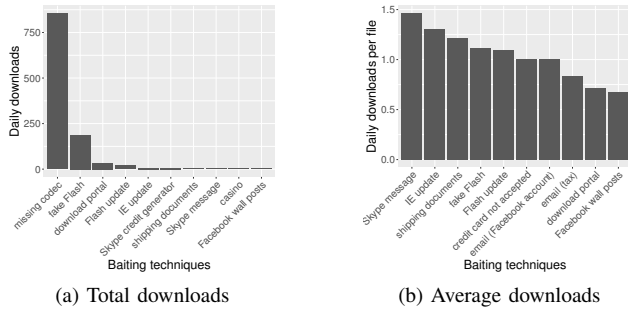 Daily downloads
750
500
250
0
missing codec
fake Flash
download portal
Flash update
IE update
Skype credit generator
shipping documents
Skype message
casino
Facebook wall posts
Baiting techniques
(a) Total downloads
Daily downloads per file
1.5
1.0
0.5
0.0
Skype message
IE update
shipping documents
fake Flash
Flash update
credit card not accepted
email (Facebook account)
email (tax)
download portal
Facebook wall posts
Baiting techniques
(b) Average downloads